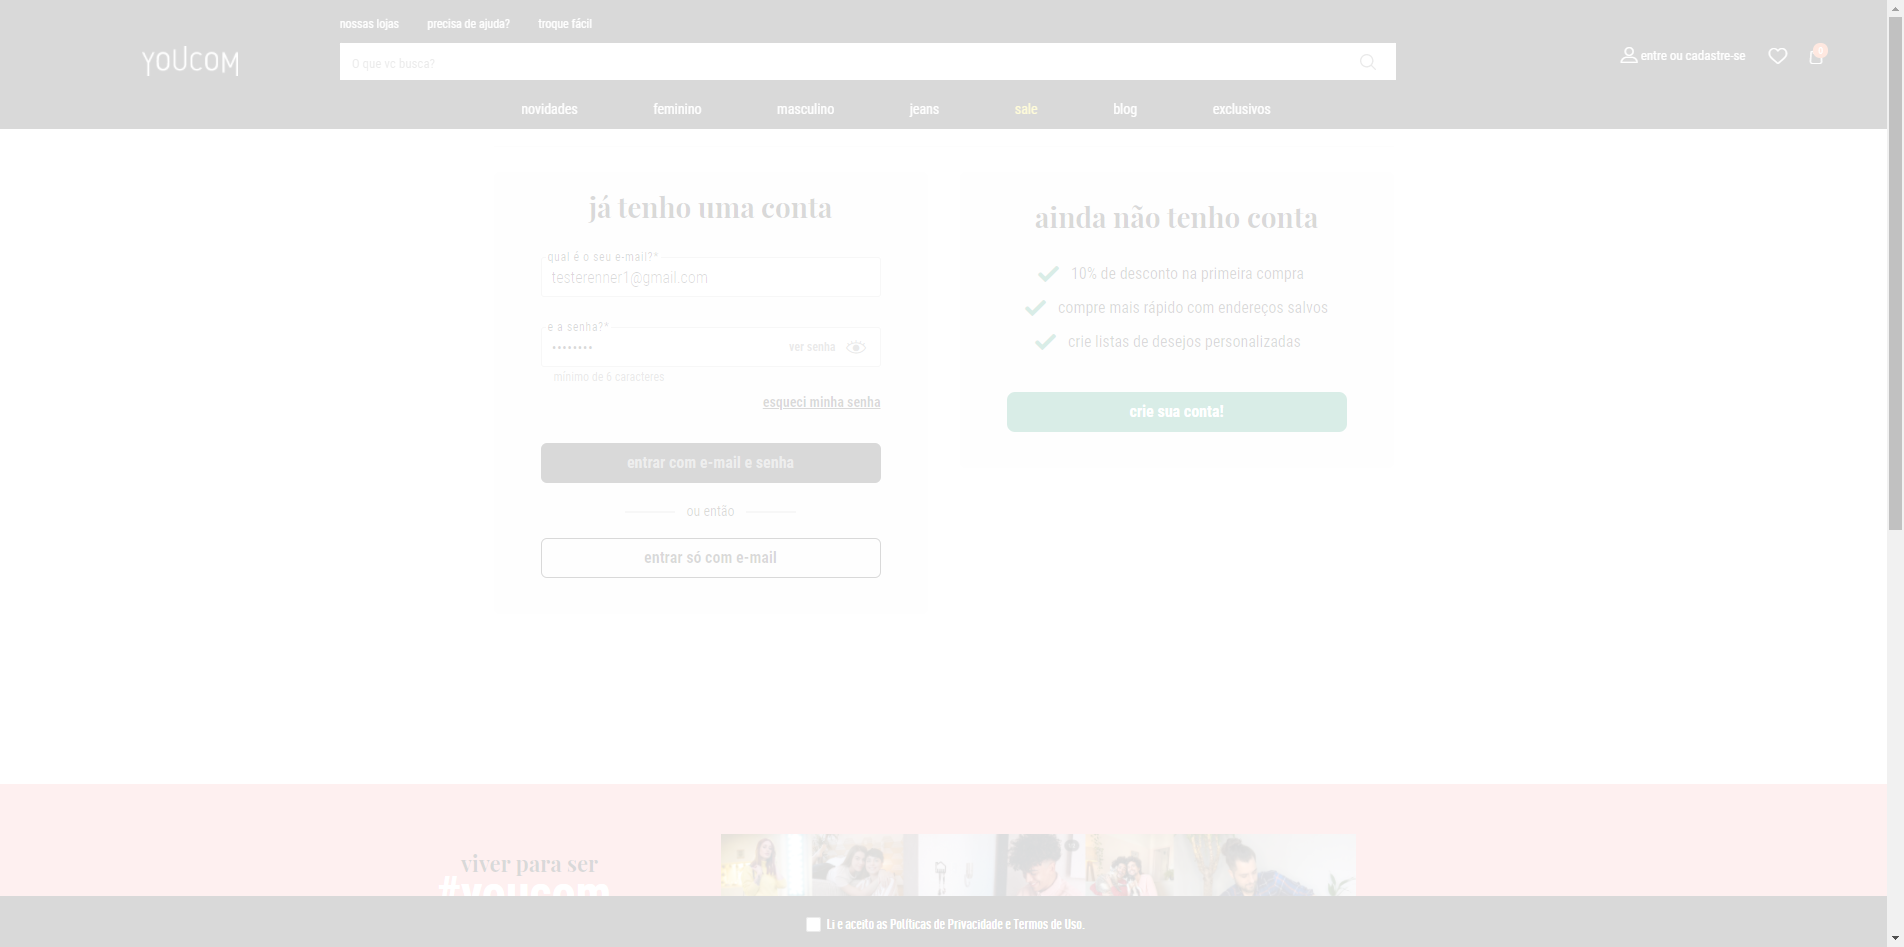 nossas lojas precisa de ajuda? troque fácil
YOUCOM
O que vc busca?
entre ou cadastre-se
0
novidades feminino masculino jeans sale blog exclusivos
já tenho uma conta
qual é o seu e-mail?*
testerenner1@gmail.com
e a senha?*
••••••••
ver senha
mínimo de 6 caracteres
esqueci minha senha
entrar com e-mail e senha
ou então
entrar só com e-mail
ainda não tenho conta
10% de desconto na primeira compra
compre mais rápido com endereços salvos
crie listas de desejos personalizadas
crie sua conta!
viver para ser
#youcom
Li e aceito as Políticas de Privacidade e Termos de Uso.